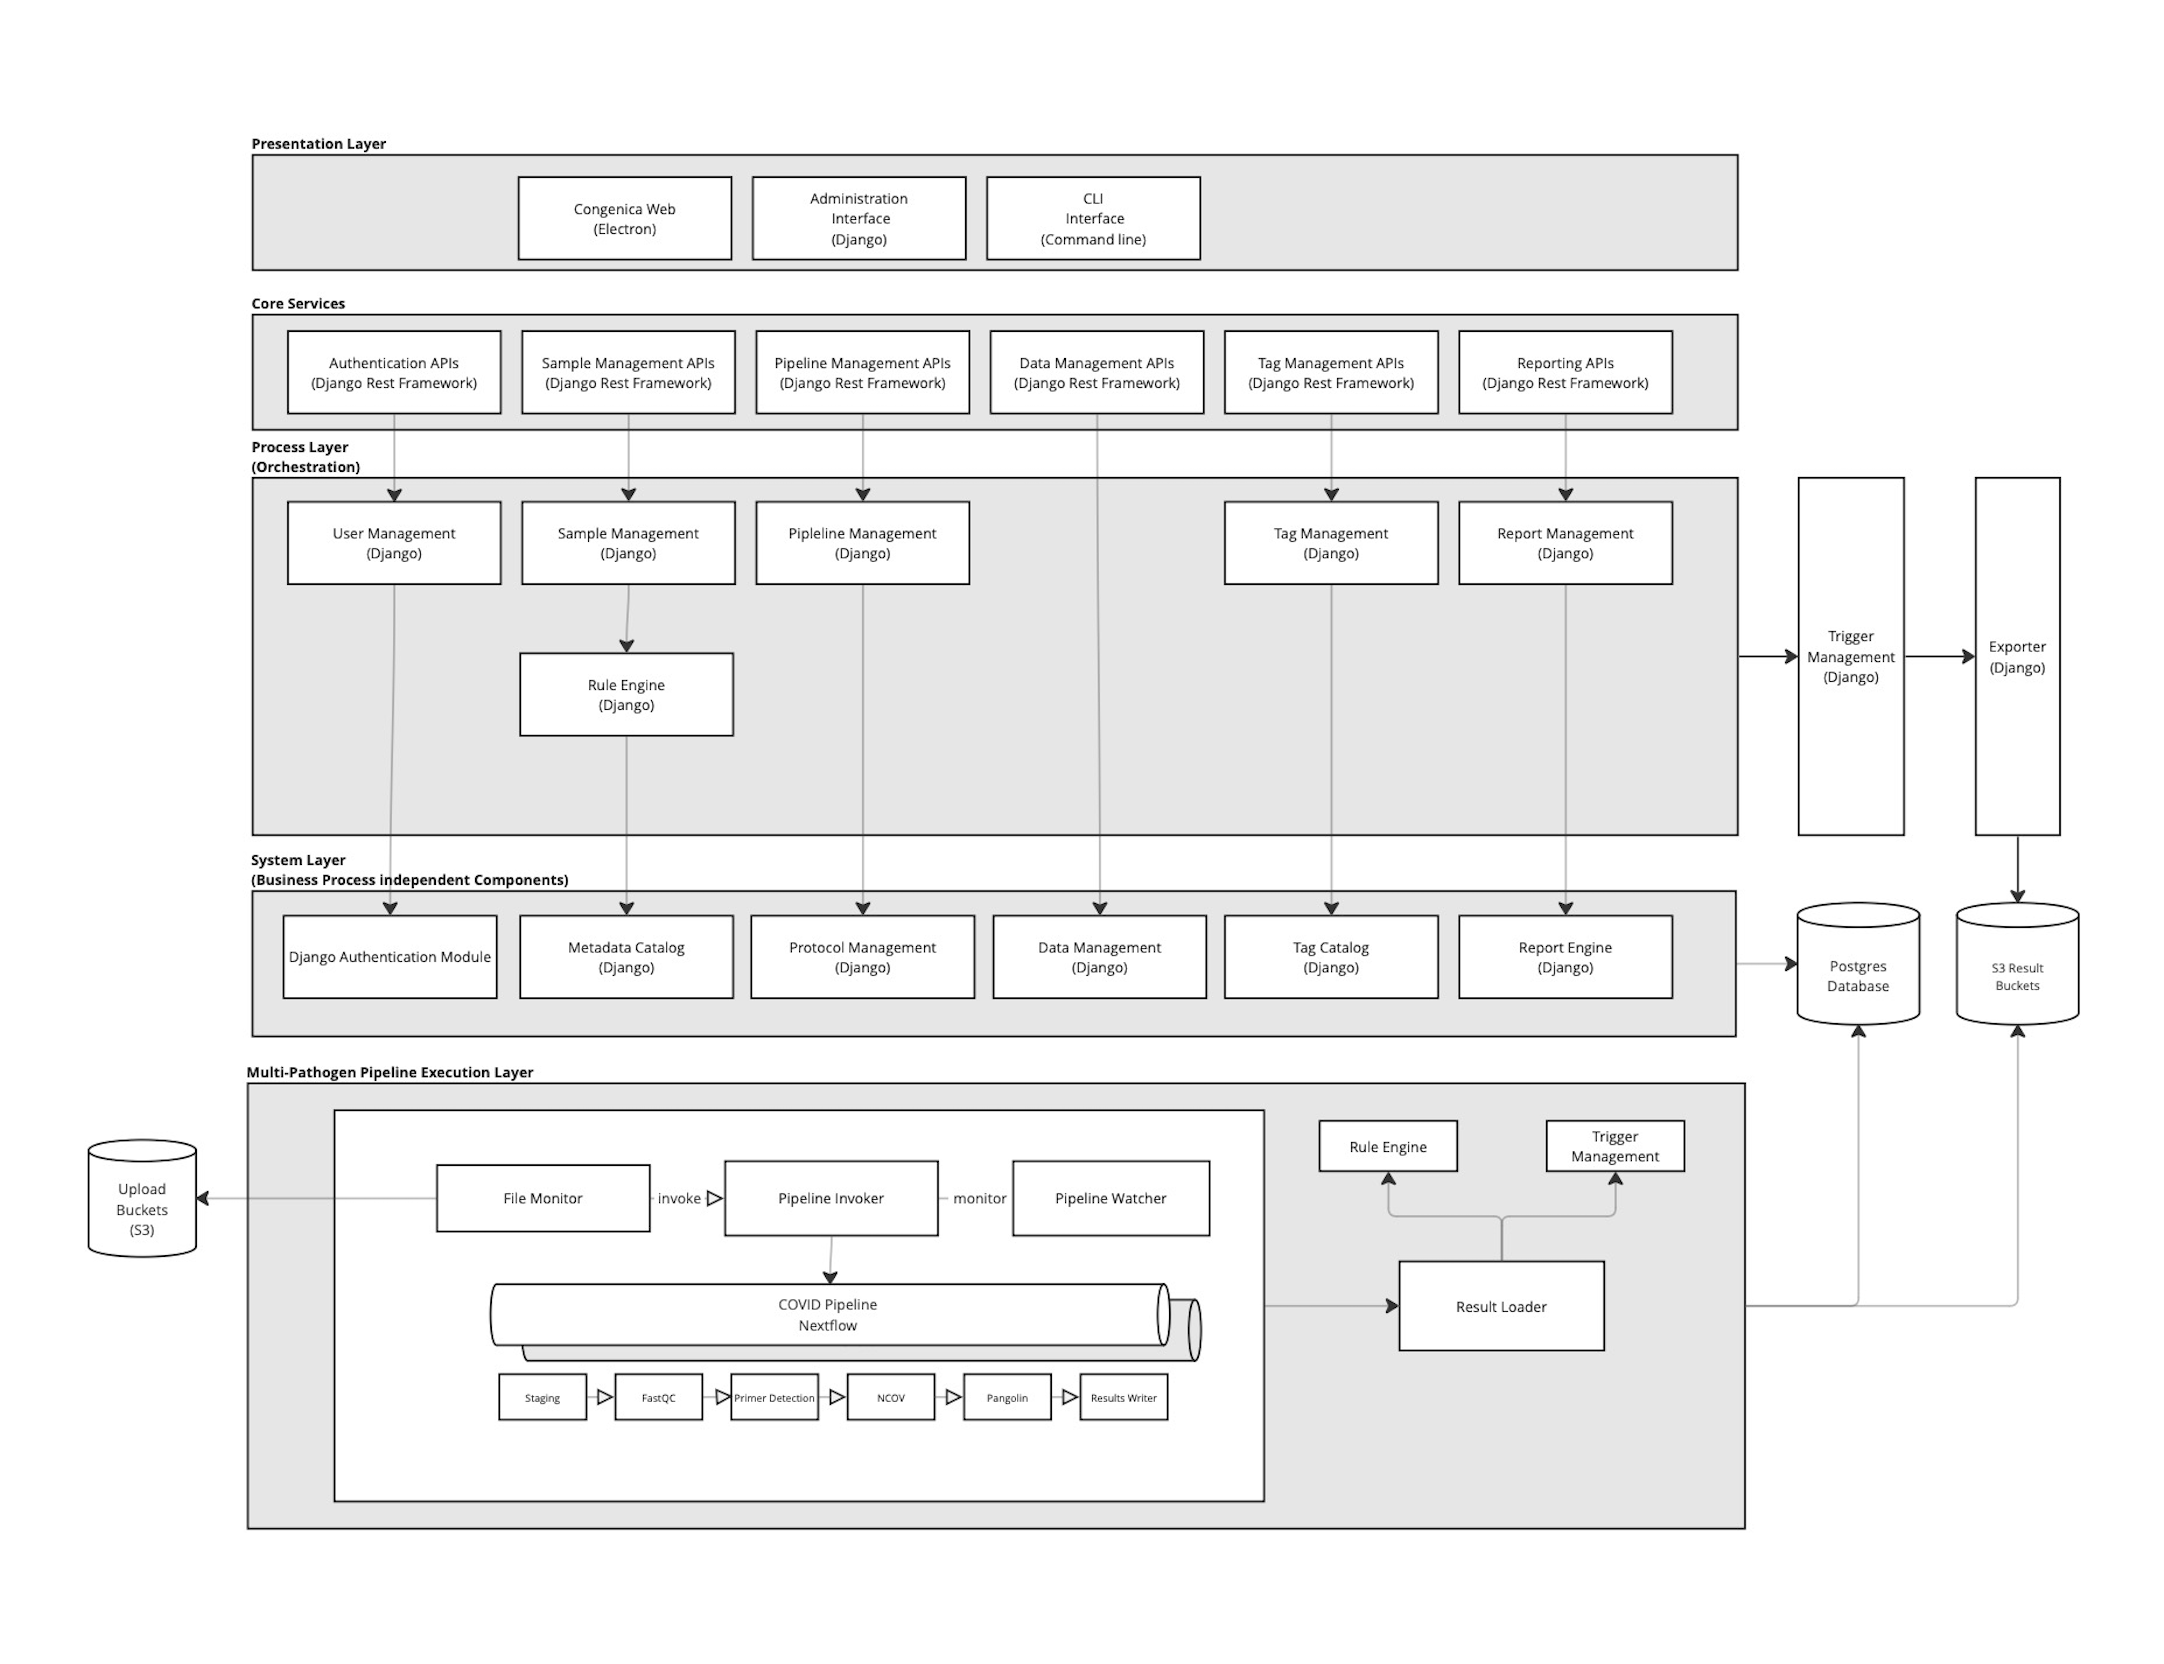 Presentation Layer
Congenica Web
(Electron)
Administration
Interface
(Django)
CLI
Interface
(Command line)
Core Services
Authentication APIs
(Django Rest Framework)
Sample Management APIs
(Django Rest Framework)
Pipeline Management APIs
(Django Rest Framework)
Data Management APIs
(Django Rest Framework)
Tag Management APIs
(Django Rest Framework)
Reporting APIs
(Django Rest Framework)
Process Layer
(Orchestration)
User Management
(Django)
Sample Management
(Django)
Pipleline Management
(Django)
Tag Management
(Django)
Report Management
(Django)
Rule Engine
(Django)
Trigger
Management
(Django)
Exporter
(Django)
System Layer
(Business Process independent Components)
Django Authentication Module
Metadata Catalog
(Django)
Protocol Management
(Django)
Data Management
(Django)
Tag Catalog
(Django)
Report Engine
(Django)
Postgres
Database
S3 Result
Buckets
Multi-Pathogen Pipeline Execution Layer
Upload
Buckets
(S3)
File Monitor
invoke
Pipeline Invoker
monitor
Pipeline Watcher
Rule Engine
Trigger
Management
COVID Pipeline
Nextflow
Result Loader
Staging
FastQC
Primer Detection
NCOV
Pangolin
Results Writer